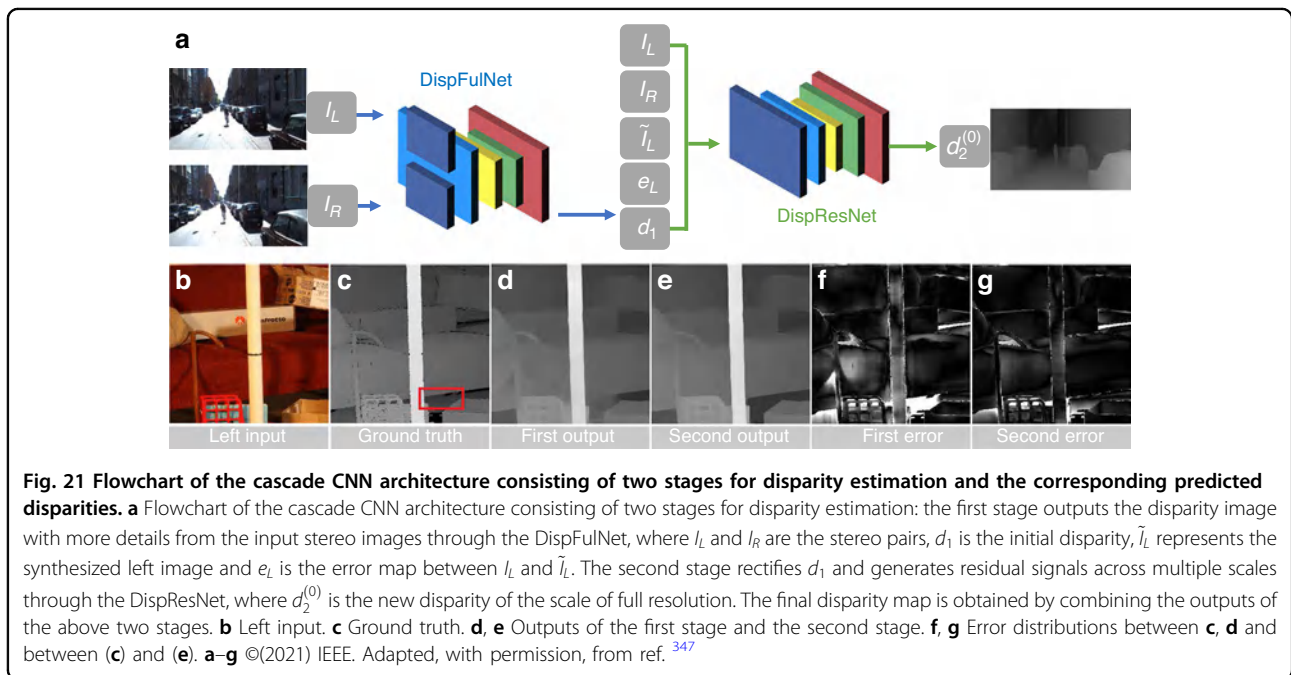 a
I_L
I_R
DispFulNet
I_L
I_R
Ĩ_L
e_L
d_1
DispResNet
d_2^(0)
b
c
d
e
f
g
Left input
Ground truth
First output
Second output
First error
Second error
Fig. 21 Flowchart of the cascade CNN architecture consisting of two stages for disparity estimation and the corresponding predicted
disparities. a Flowchart of the cascade CNN architecture consisting of two stages for disparity estimation: the first stage outputs the disparity image
with more details from the input stereo images through the DispFulNet, where I_L and I_R are the stereo pairs, d_1 is the initial disparity, Ĩ_L represents the
synthesized left image and e_L is the error map between I_L and Ĩ_L. The second stage rectifies d_1 and generates residual signals across multiple scales
through the DispResNet, where d_2^(0) is the new disparity of the scale of full resolution. The final disparity map is obtained by combining the outputs of
the above two stages. b Left input. c Ground truth. d, e Outputs of the first stage and the second stage. f, g Error distributions between c, d and
between (c) and (e). a–g ©(2021) IEEE. Adapted, with permission, from ref. 347